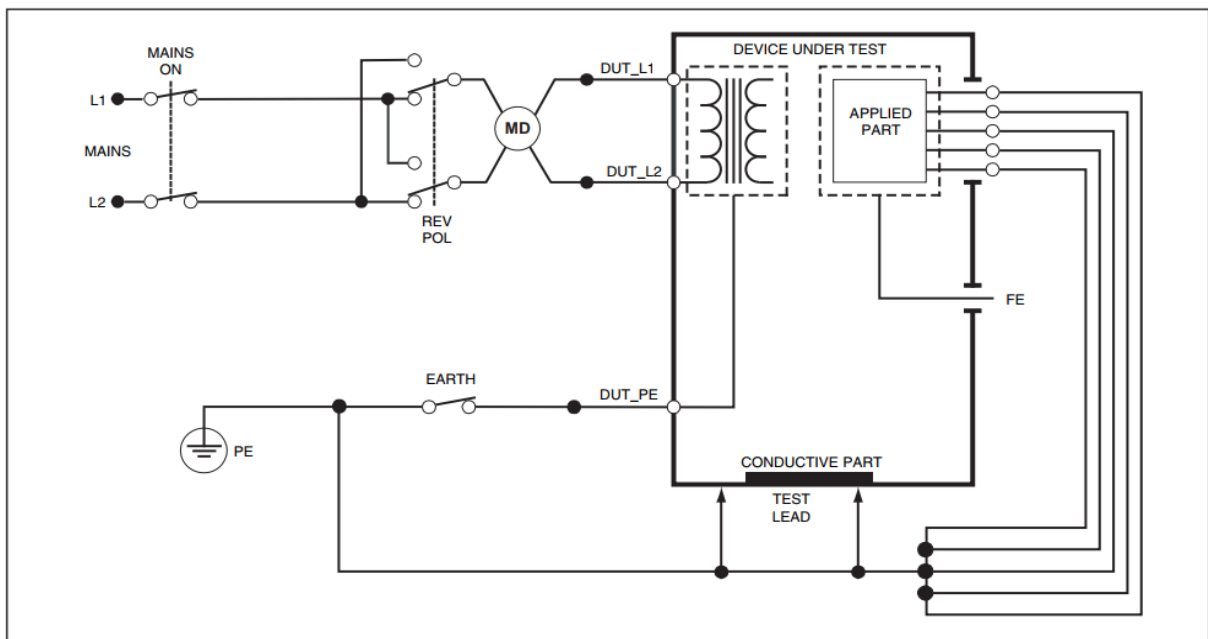 MAINS
ON
L1
MAINS
L2
REV
POL
MD
DUT_L1
DUT_L2
DEVICE UNDER TEST
APPLIED
PART
FE
EARTH
DUT_PE
PE
CONDUCTIVE PART
TEST
LEAD